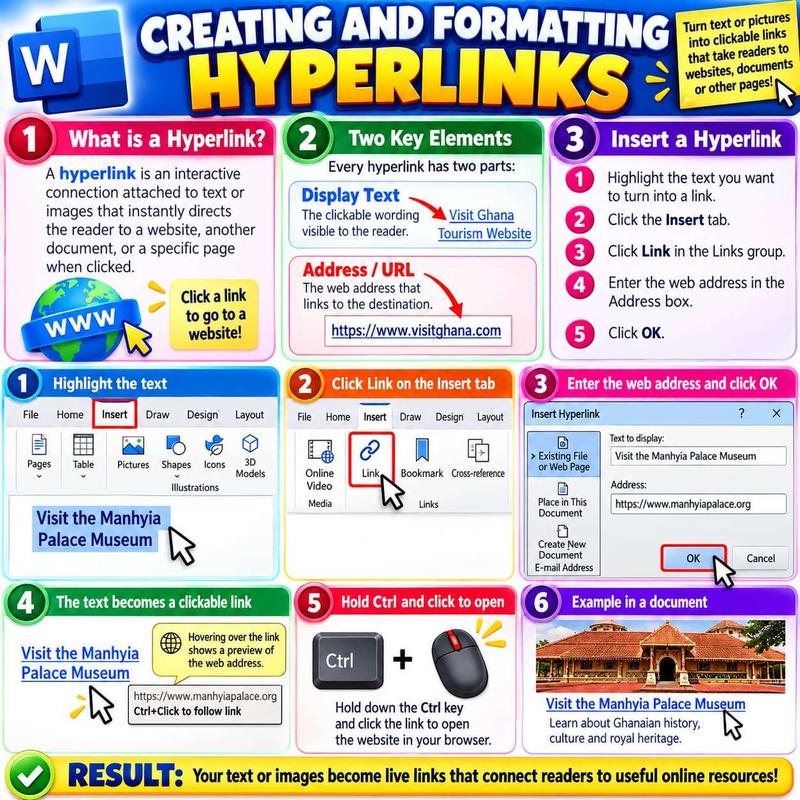 W
CREATING AND FORMATTING
HYPERLINKS
Turn text or pictures
into clickable links
that take readers to
websites, documents
or other pages!
1 What is a Hyperlink?
A hyperlink is an interactive
connection attached to text or
images that instantly directs
the reader to a website, another
document, or a specific page
when clicked.
WWW
Click a link
to go to a
website!
2 Two Key Elements
Every hyperlink has two parts:
Display Text
The clickable wording
visible to the reader.
Visit Ghana
Tourism Website
Address / URL
The web address that
links to the destination.
https://www.visitghana.com
3 Insert a Hyperlink
1 Highlight the text you want
to turn into a link.
2 Click the Insert tab.
3 Click Link in the Links group.
4 Enter the web address in the
Address box.
5 Click OK.
1 Highlight the text
File Home Insert Draw Design Layout
Pages
Table
Pictures
Shapes
Icons
3D
Models
Illustrations
Visit the Manhyia
Palace Museum
2 Click Link on the Insert tab
File Home Insert Draw Design Layout
Online
Video
Link
Bookmark
Cross-reference
Media
Links
3 Enter the web address and click OK
Insert Hyperlink ? ×
Existing File
or Web Page
Place in This
Document
Create New
Document
E-mail Address
Text to display:
Visit the Manhyia Palace Museum
Address:
https://www.manhyiapalace.org
OK
Cancel
4 The text becomes a clickable link
Visit the Manhyia
Palace Museum
Hovering over the link
shows a preview of
the web address.
https://www.manhyiapalace.org
Ctrl+Click to follow link
5 Hold Ctrl and click to open
Ctrl +
Hold down the Ctrl key
and click the link to open
the website in your browser.
6 Example in a document
Visit the Manhyia Palace Museum
Learn about Ghanaian history,
culture and royal heritage.
RESULT: Your text or images become live links that connect readers to useful online resources!